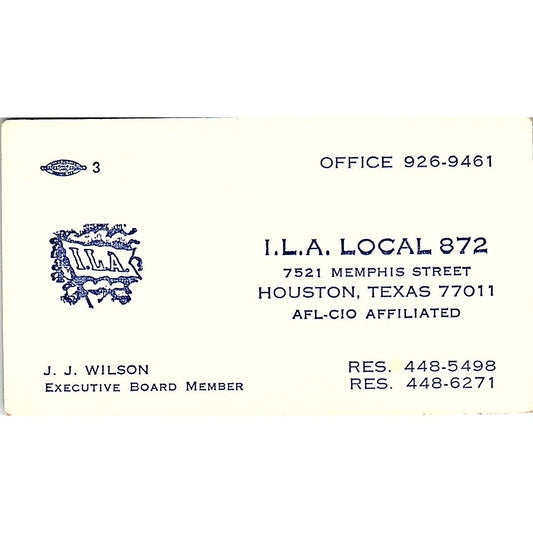 3
OFFICE 926-9461
I.L.A.
I.L.A. LOCAL 872
7521 MEMPHIS STREET
HOUSTON, TEXAS 77011
AFL-CIO AFFILIATED
J. J. WILSON
EXECUTIVE BOARD MEMBER
RES. 448-5498
RES. 448-6271